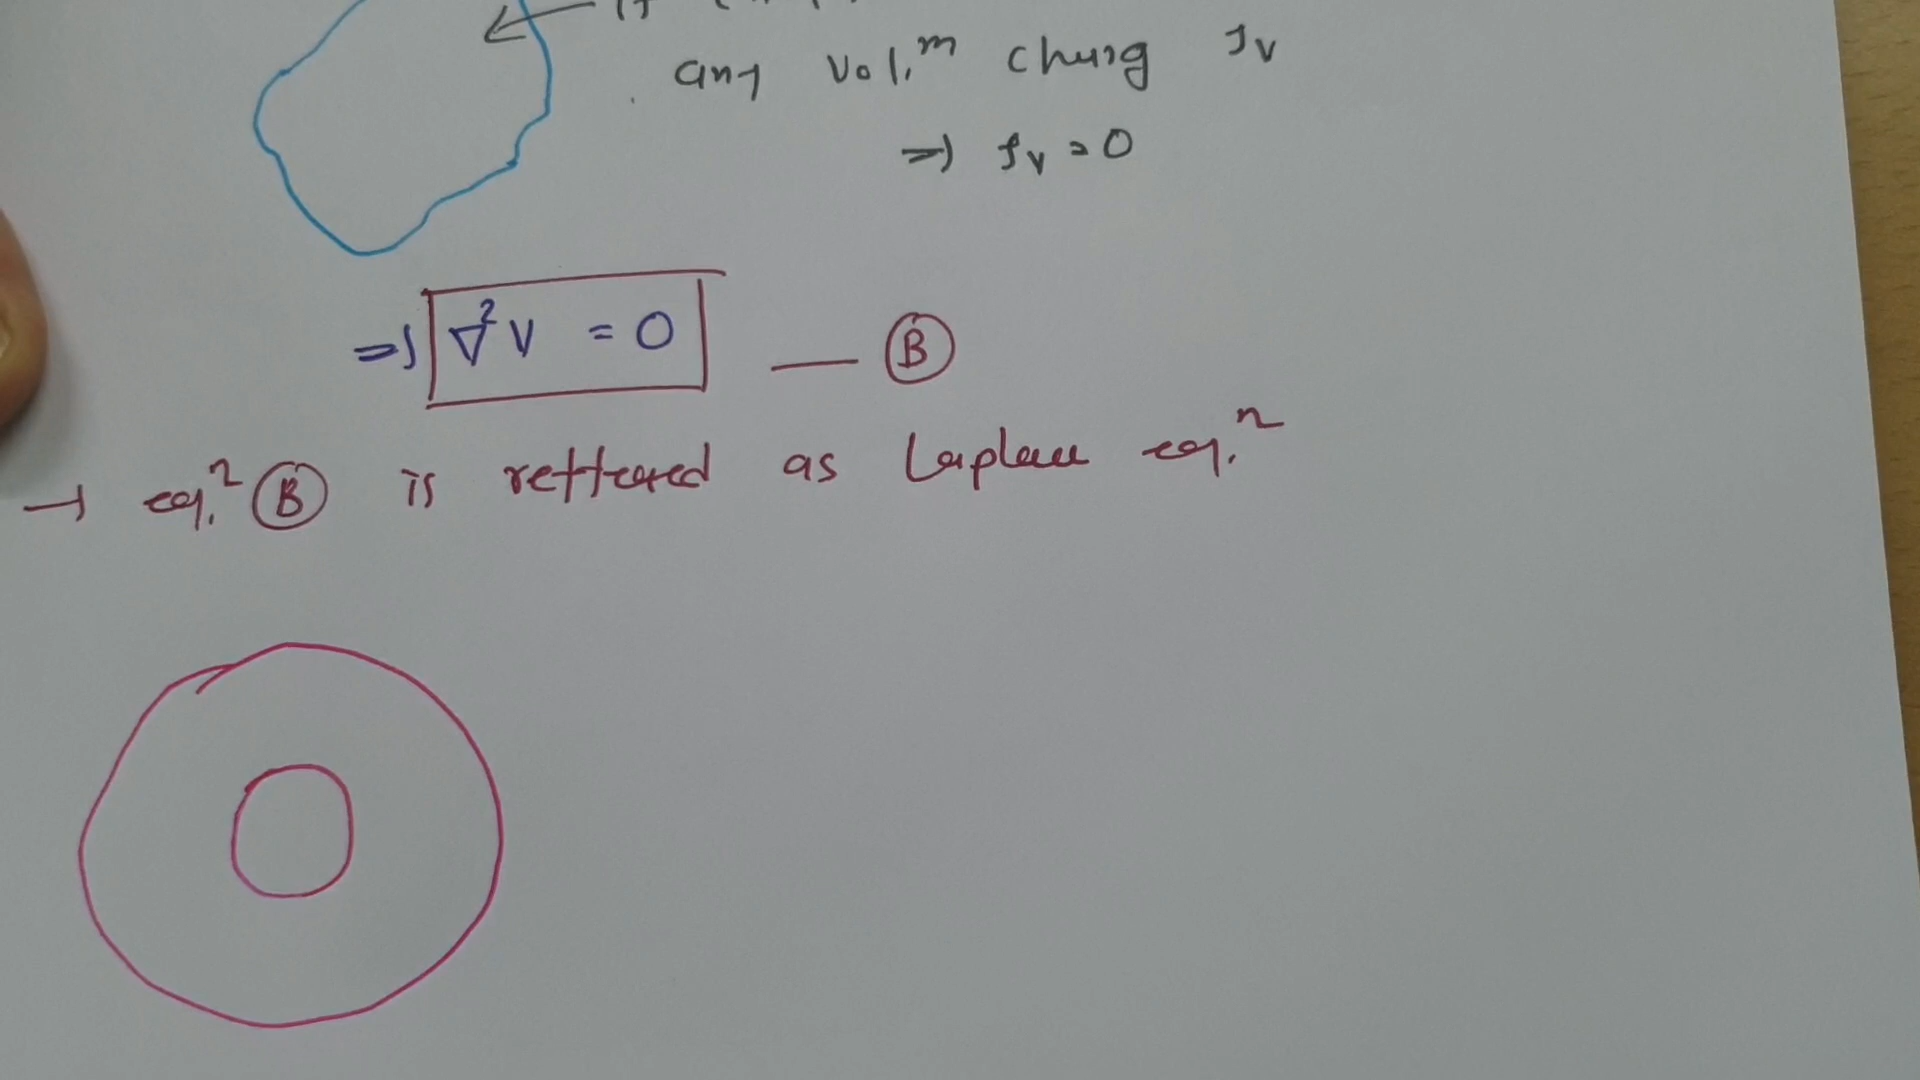 any vol.m charg ρv
⇒ ρv = 0
⇒ ∇²V = 0 — B
→ eq.n B is reffered as Laplace eq.n